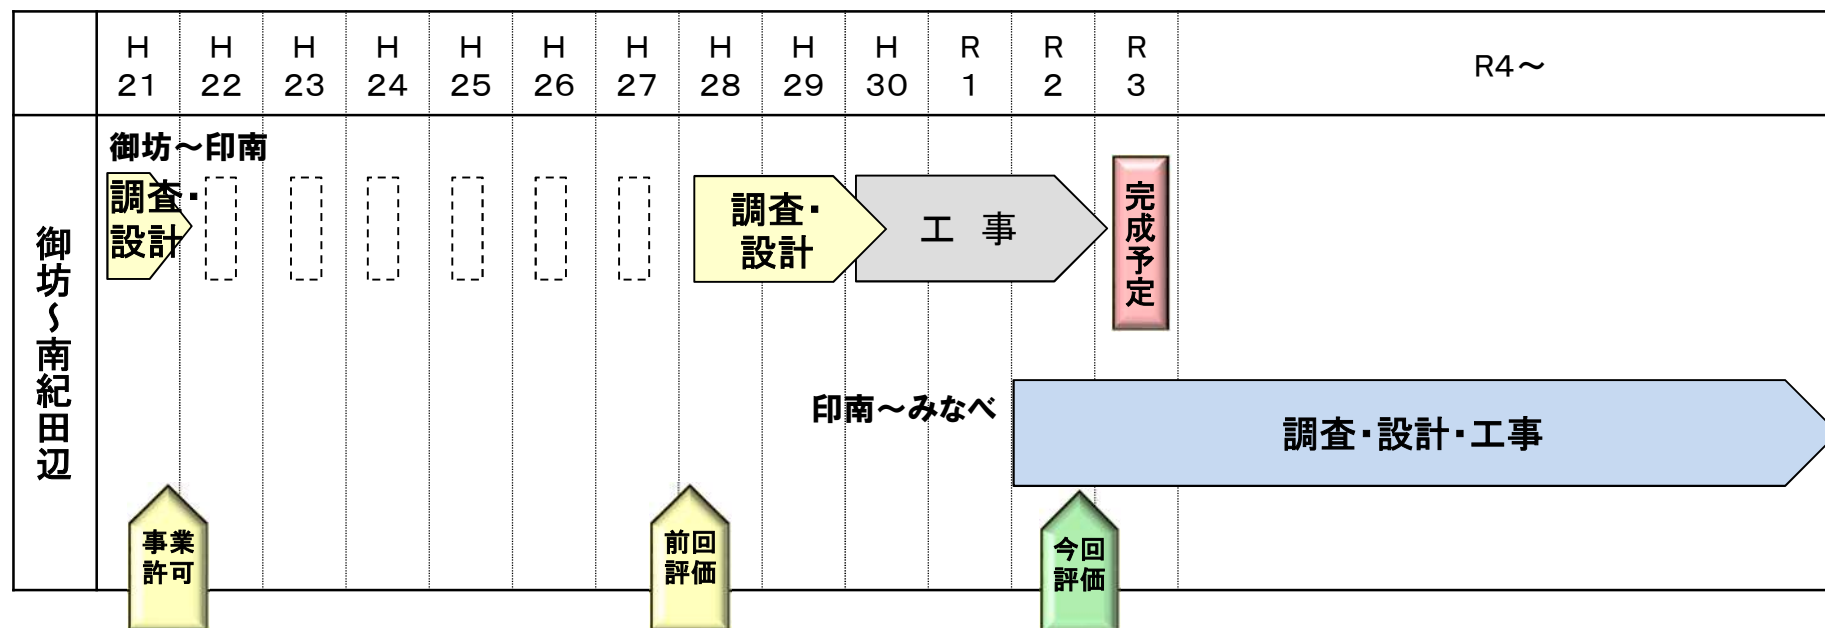 H
21
H
22
H
23
H
24
H
25
H
26
H
27
H
28
H
29
H
30
R
1
R
2
R
3
R4～
御坊～南紀田辺
御坊～印南
調査・
設計
調査・
設計
工 事
完成予定
印南～みなべ
調査・設計・工事
事業
許可
前回
評価
今回
評価